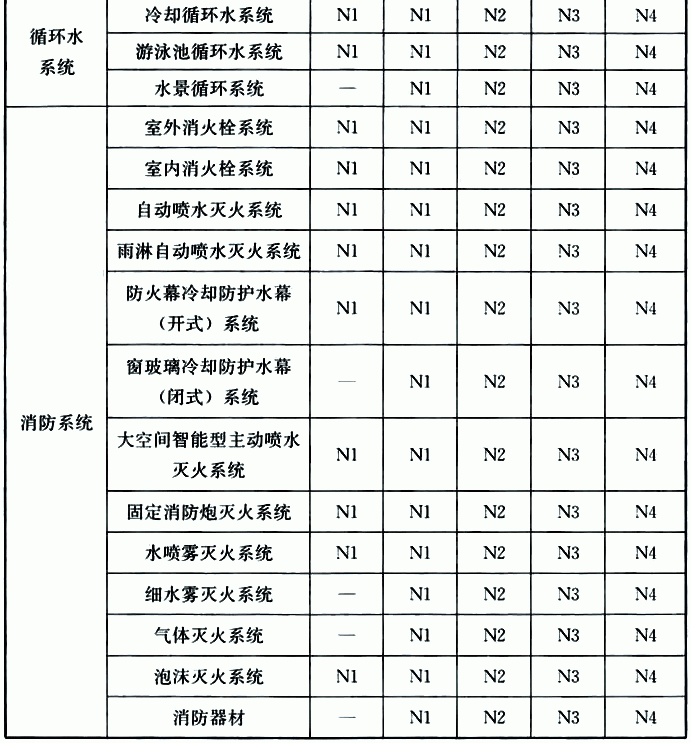 循环水
系统
冷却循环水系统 N1 N1 N2 N3 N4
游泳池循环水系统 N1 N1 N2 N3 N4
水景循环系统 — N1 N2 N3 N4
消防系统
室外消火栓系统 N1 N1 N2 N3 N4
室内消火栓系统 N1 N1 N2 N3 N4
自动喷水灭火系统 N1 N1 N2 N3 N4
雨淋自动喷水灭火系统 N1 N1 N2 N3 N4
防火幕冷却防护水幕
（开式）系统 N1 N1 N2 N3 N4
窗玻璃冷却防护水幕
（闭式）系统 — N1 N2 N3 N4
大空间智能型主动喷水
灭火系统 N1 N1 N2 N3 N4
固定消防炮灭火系统 N1 N1 N2 N3 N4
水喷雾灭火系统 N1 N1 N2 N3 N4
细水雾灭火系统 — N1 N2 N3 N4
气体灭火系统 — N1 N2 N3 N4
泡沫灭火系统 N1 N1 N2 N3 N4
消防器材 — N1 N2 N3 N4